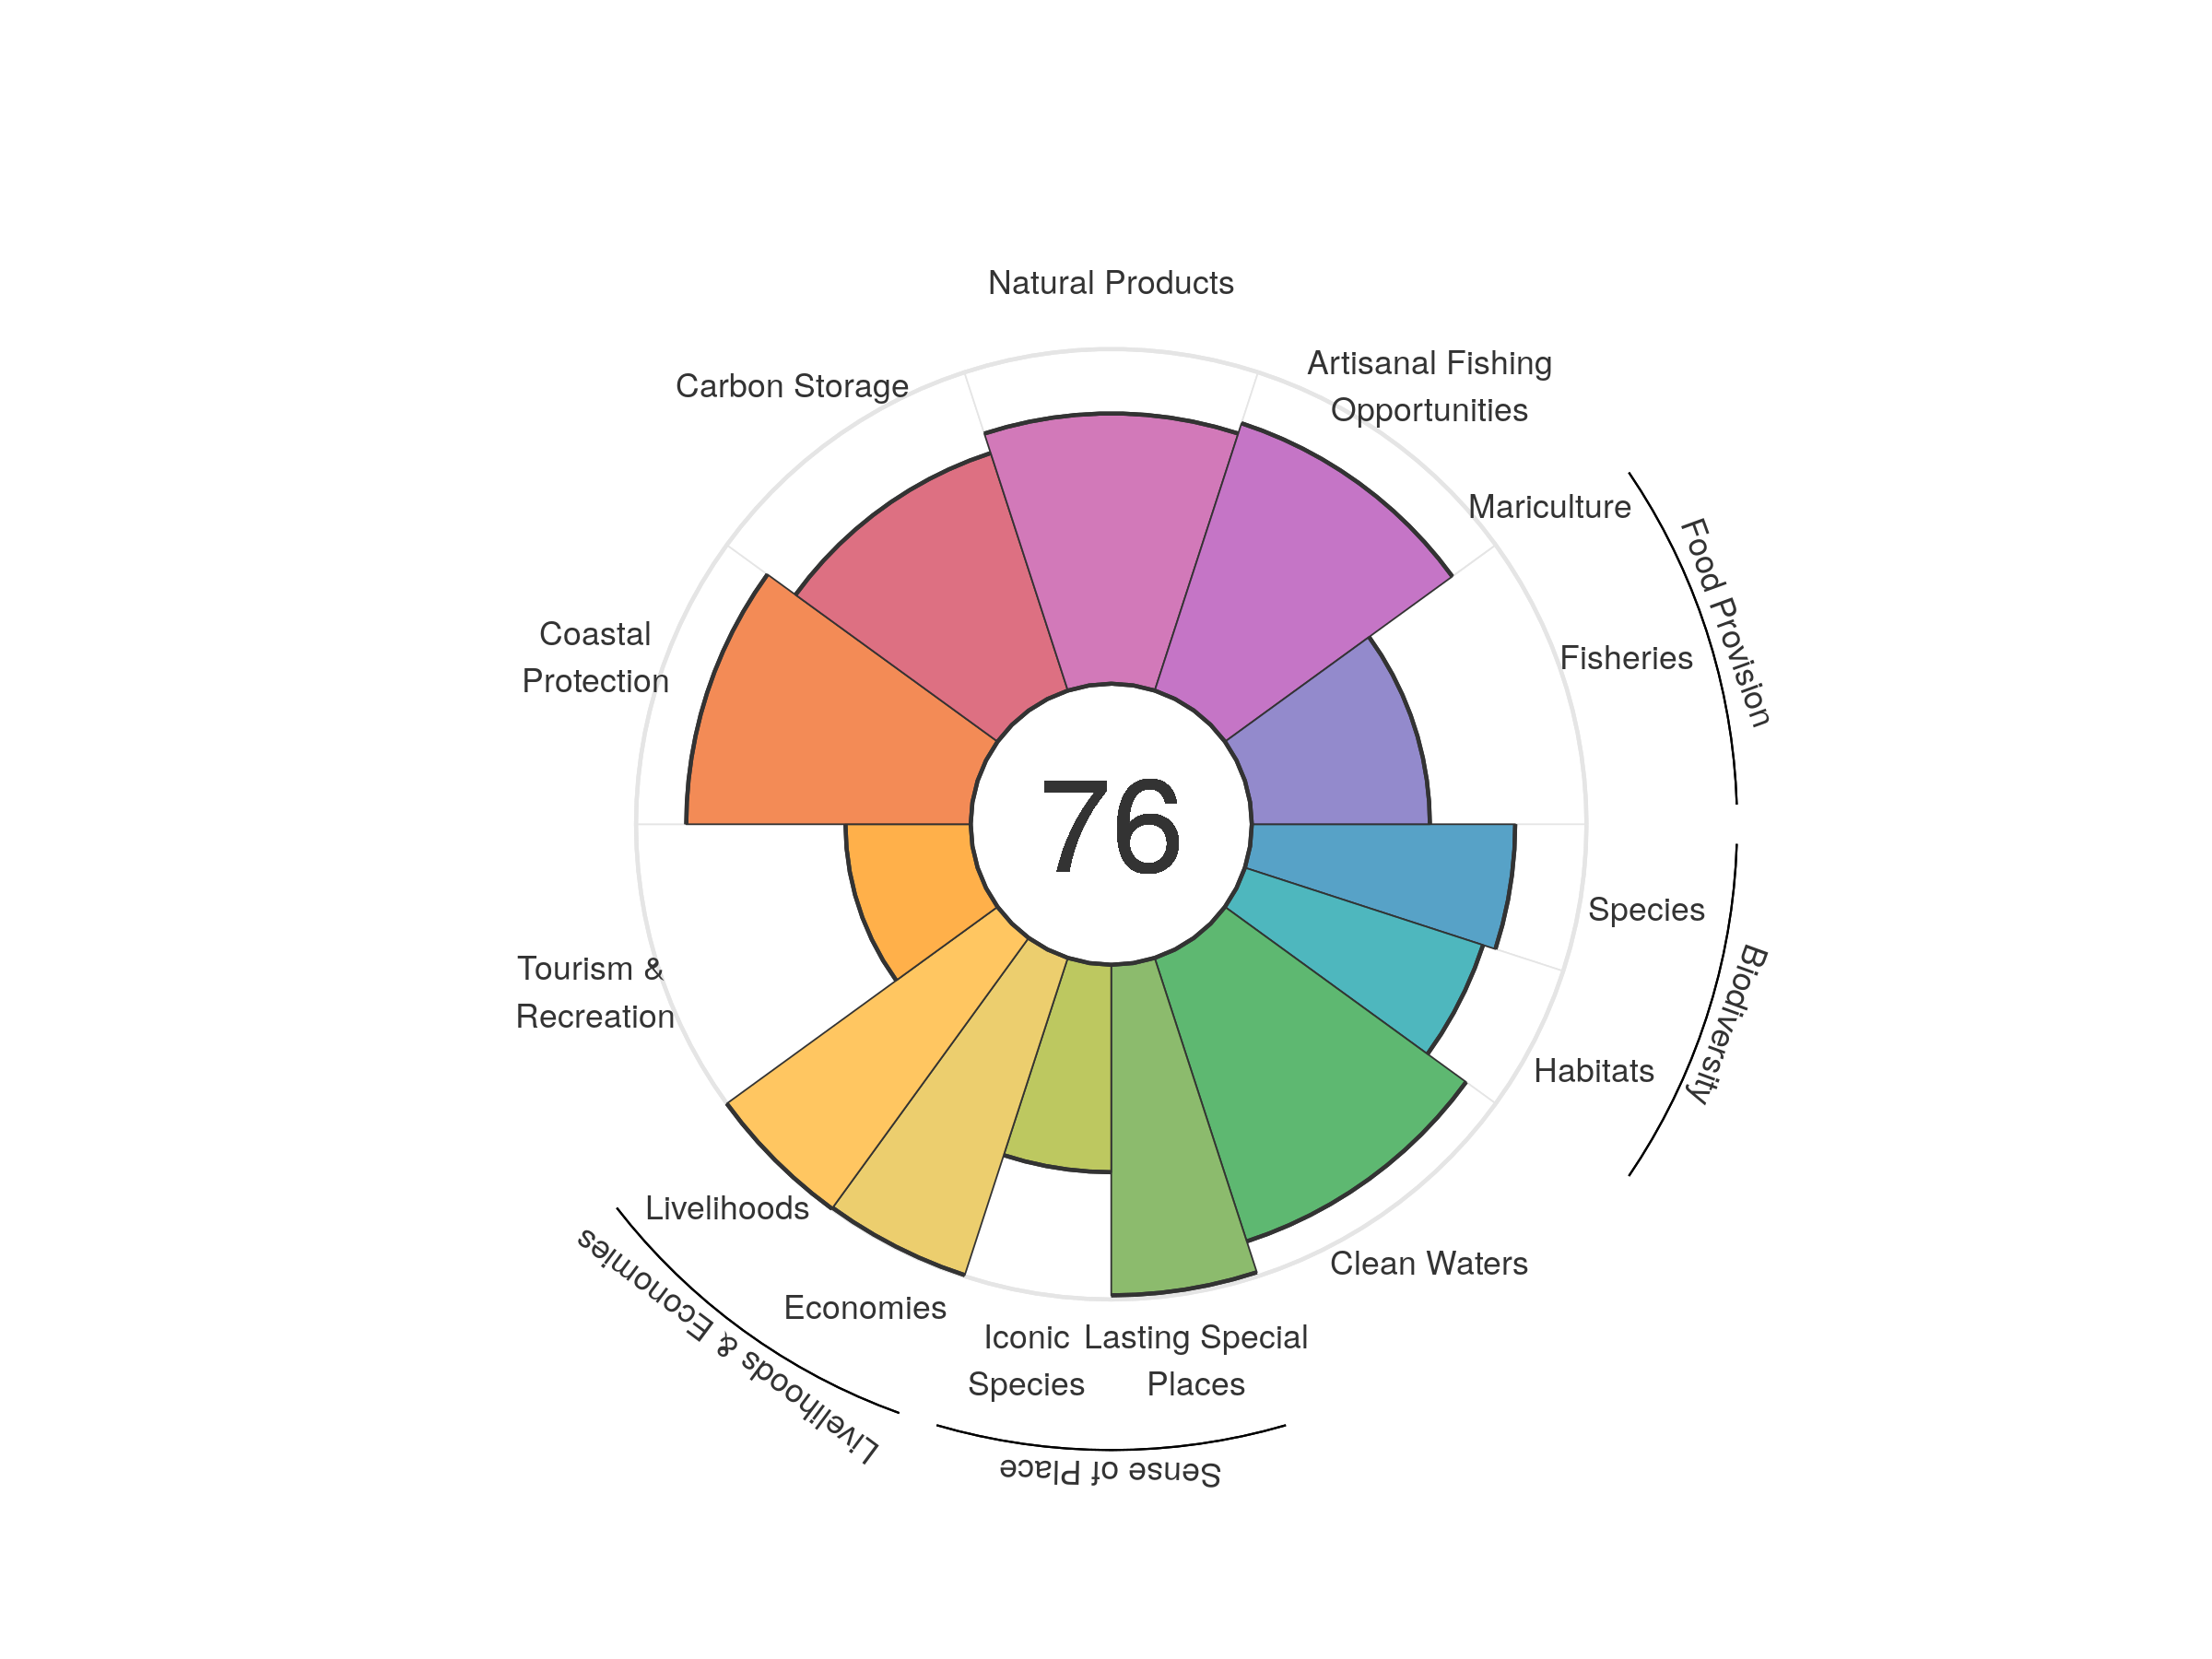 Natural Products
Artisanal Fishing
Opportunities
Carbon Storage
Mariculture
Food Provision
Fisheries
Coastal
Protection
76
Species
Biodiversity
Habitats
Tourism &
Recreation
Livelihoods
Livelihoods & Economies
Economies
Clean Waters
Iconic
Species
Lasting Special
Places
Sense of Place